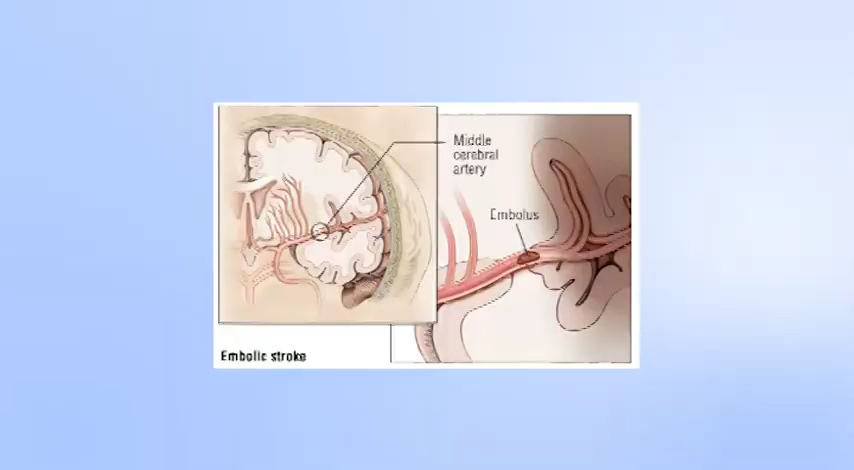 Middle
cerebral
artery
Embolus
Embolic stroke